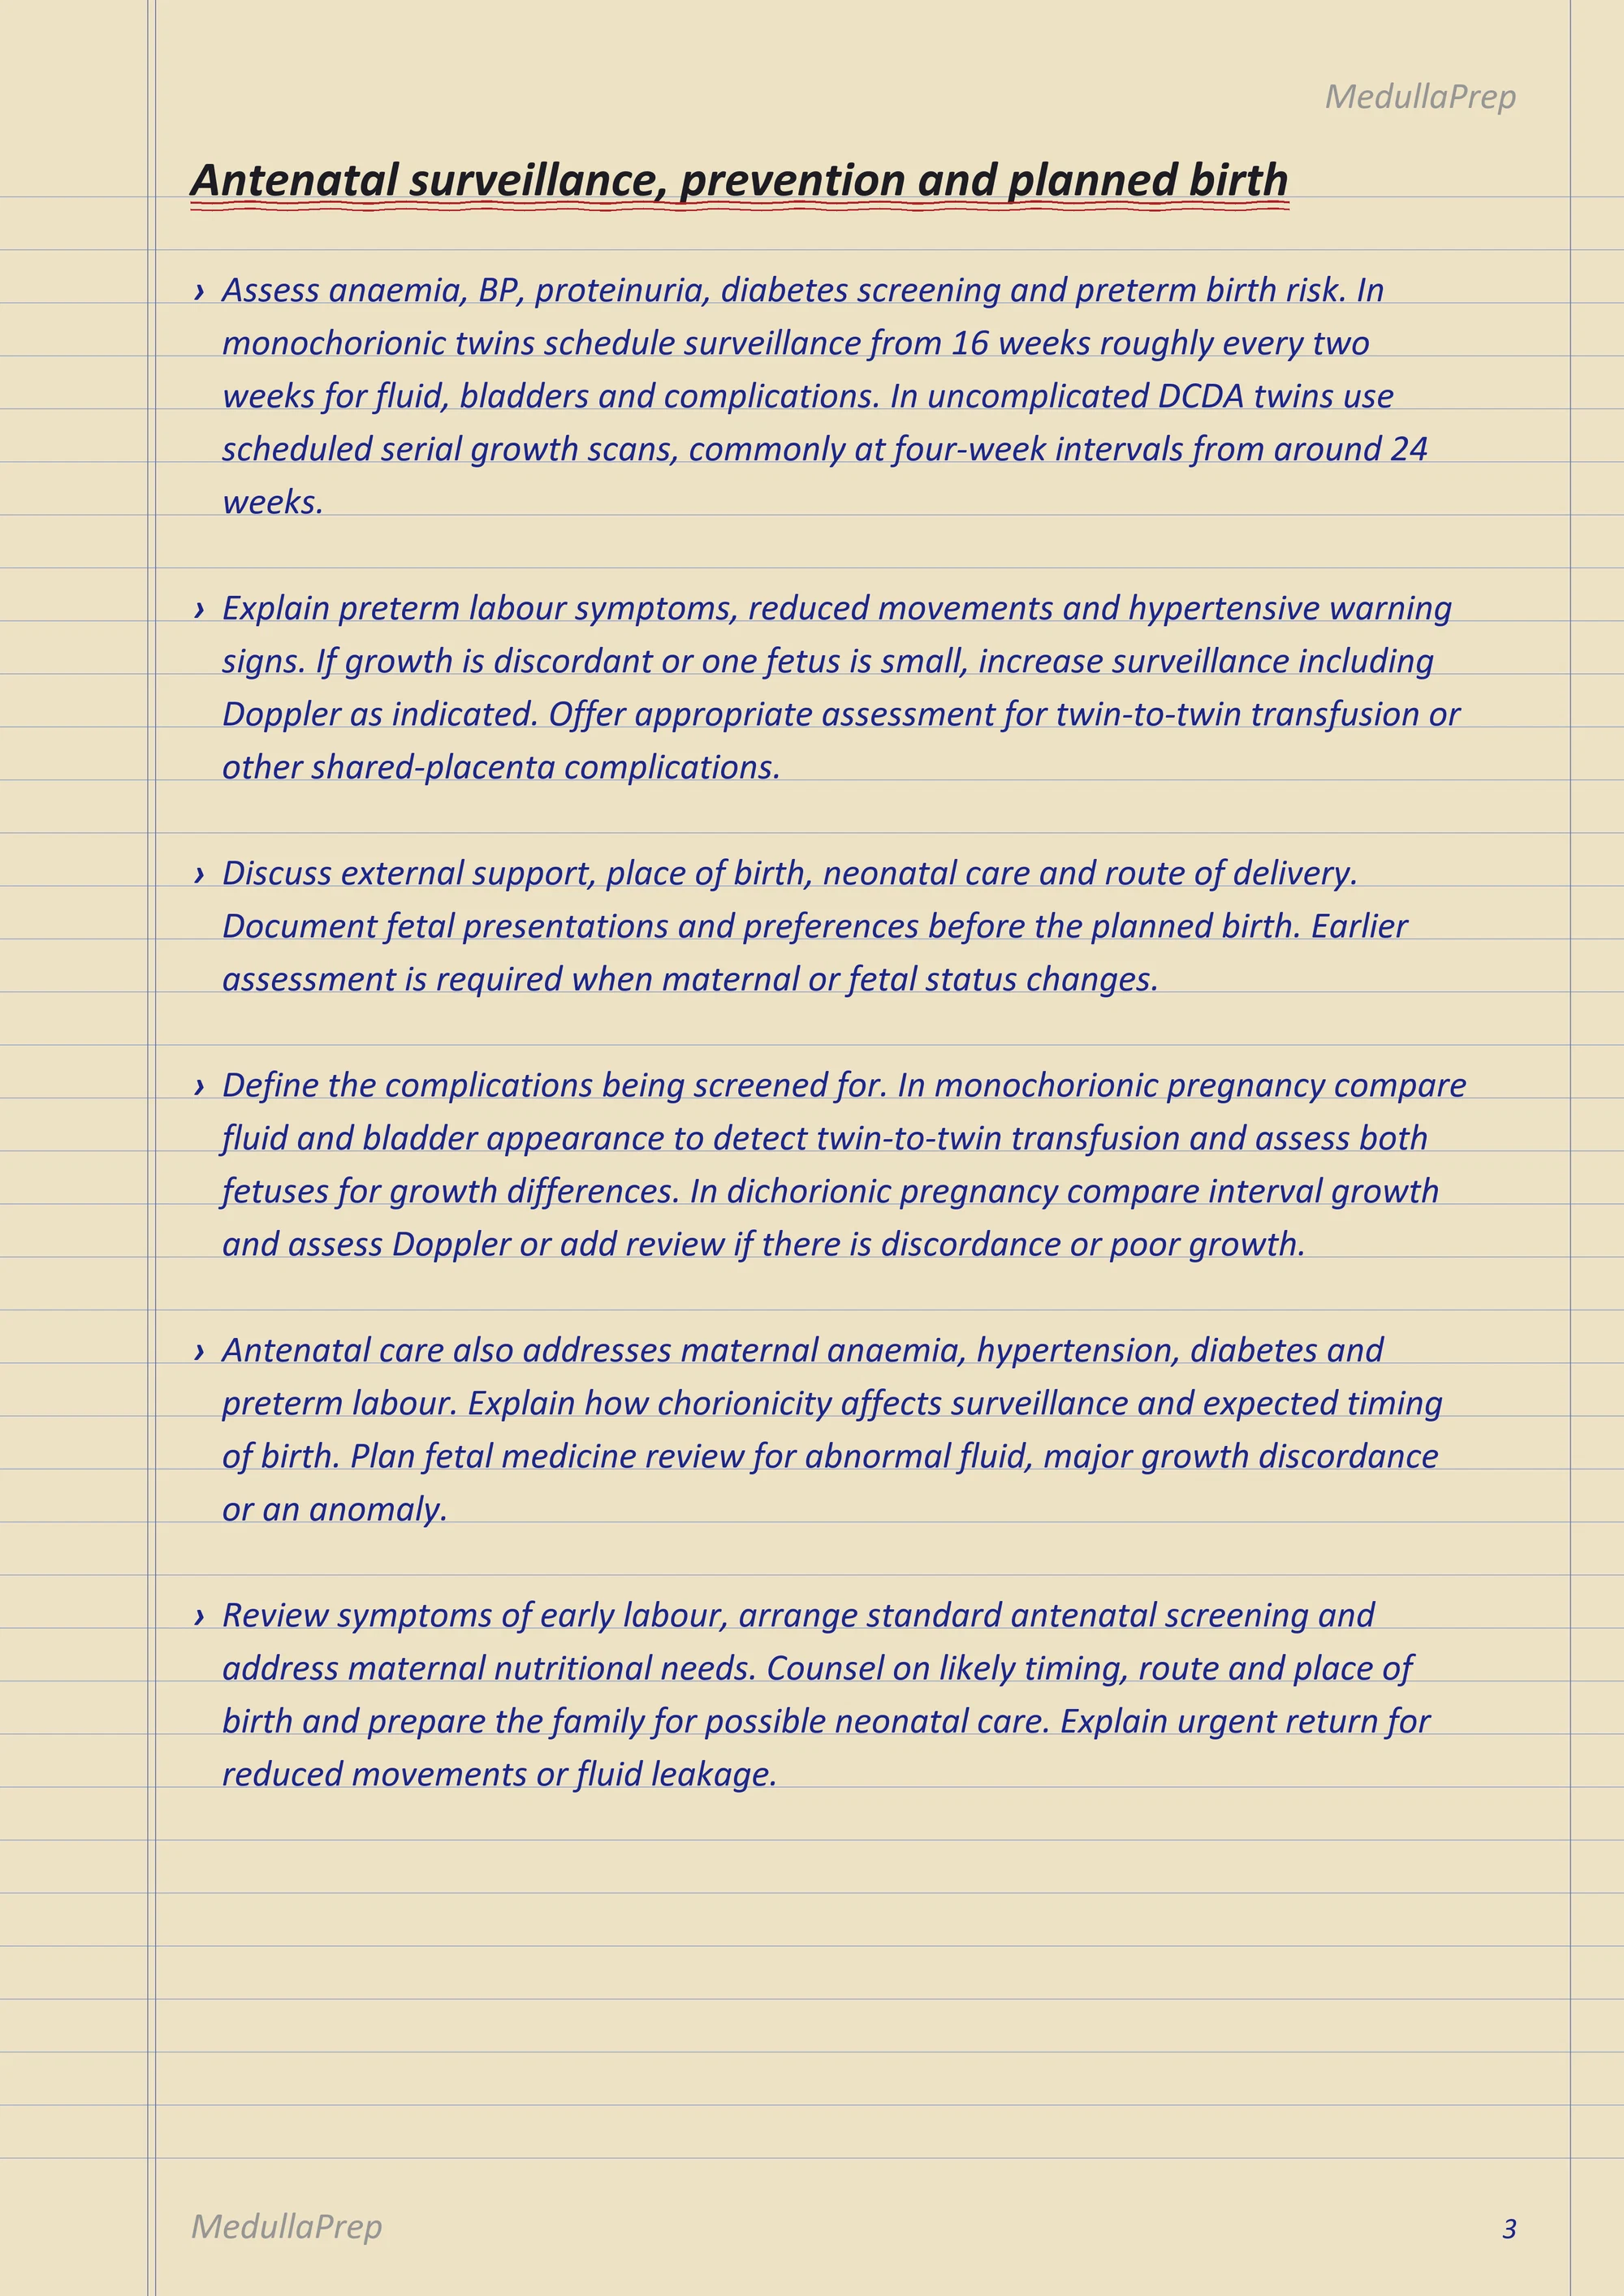 MedullaPrep
Antenatal surveillance, prevention and planned birth
› Assess anaemia, BP, proteinuria, diabetes screening and preterm birth risk. In
monochorionic twins schedule surveillance from 16 weeks roughly every two
weeks for fluid, bladders and complications. In uncomplicated DCDA twins use
scheduled serial growth scans, commonly at four-week intervals from around 24
weeks.
› Explain preterm labour symptoms, reduced movements and hypertensive warning
signs. If growth is discordant or one fetus is small, increase surveillance including
Doppler as indicated. Offer appropriate assessment for twin-to-twin transfusion or
other shared-placenta complications.
› Discuss external support, place of birth, neonatal care and route of delivery.
Document fetal presentations and preferences before the planned birth. Earlier
assessment is required when maternal or fetal status changes.
› Define the complications being screened for. In monochorionic pregnancy compare
fluid and bladder appearance to detect twin-to-twin transfusion and assess both
fetuses for growth differences. In dichorionic pregnancy compare interval growth
and assess Doppler or add review if there is discordance or poor growth.
› Antenatal care also addresses maternal anaemia, hypertension, diabetes and
preterm labour. Explain how chorionicity affects surveillance and expected timing
of birth. Plan fetal medicine review for abnormal fluid, major growth discordance
or an anomaly.
› Review symptoms of early labour, arrange standard antenatal screening and
address maternal nutritional needs. Counsel on likely timing, route and place of
birth and prepare the family for possible neonatal care. Explain urgent return for
reduced movements or fluid leakage.
MedullaPrep
3